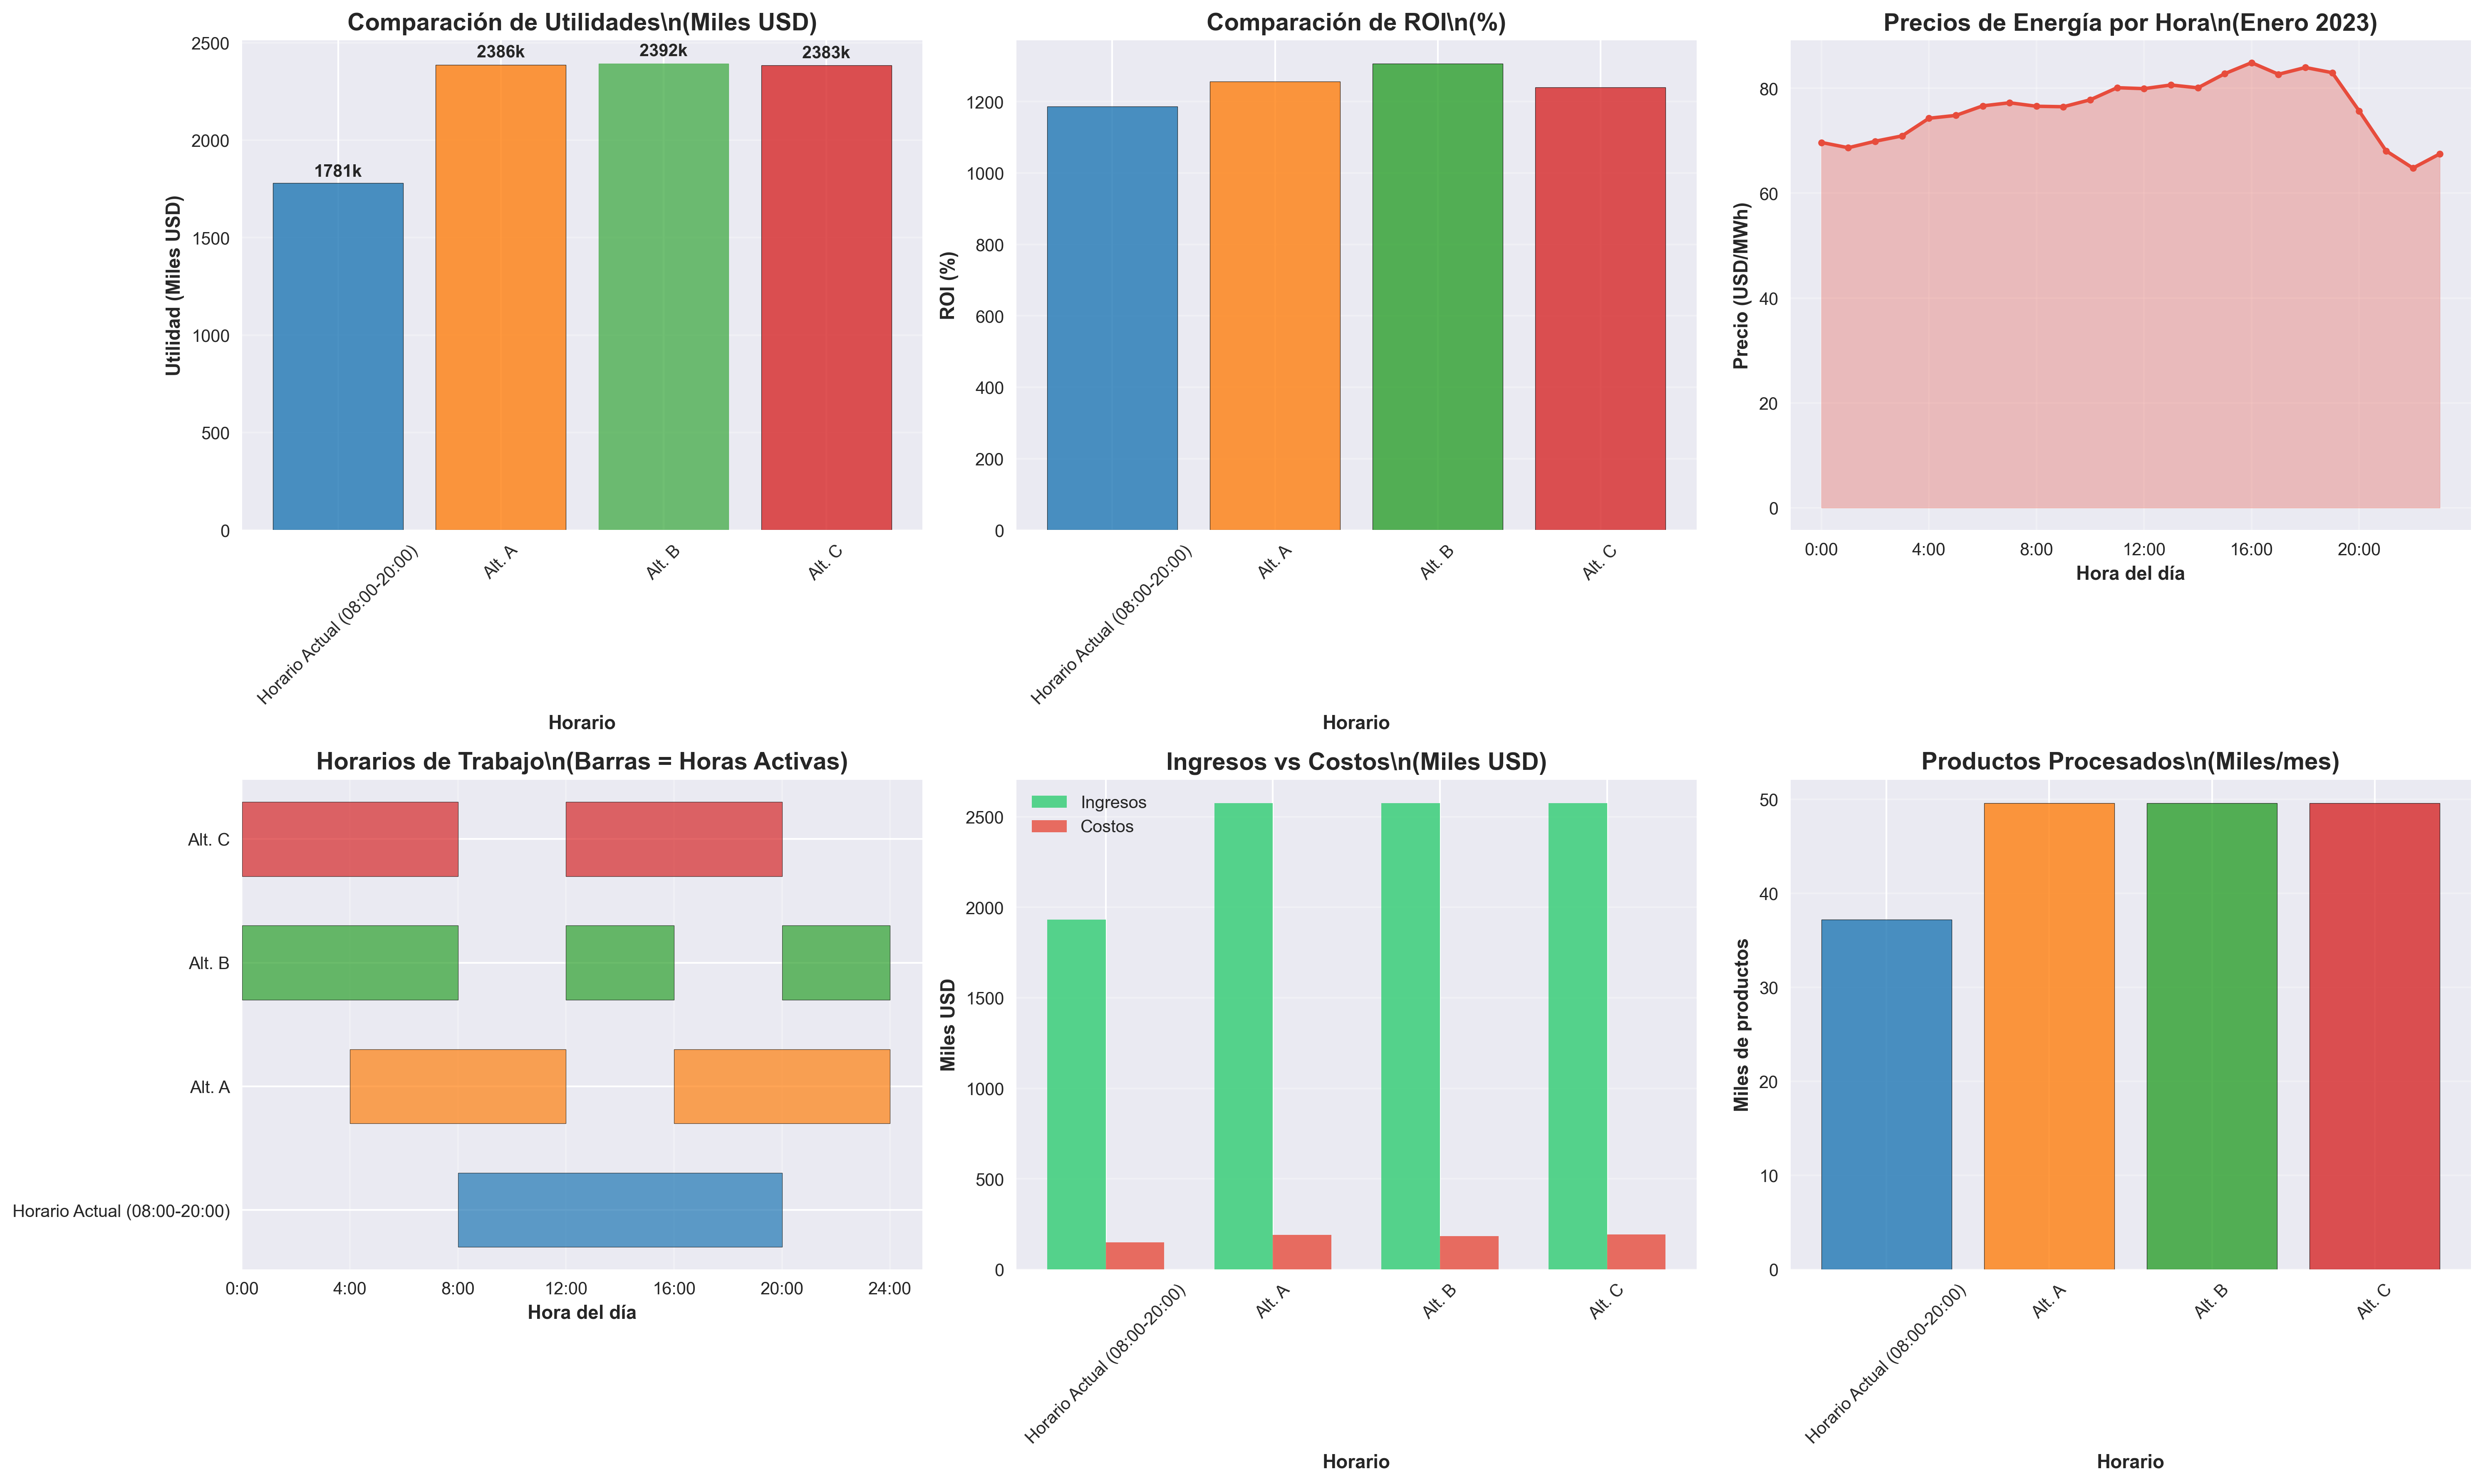 Comparación de Utilidades\n(Miles USD)
Utilidad (Miles USD)
2500
2000
1500
1000
500
0
1781k
2386k
2392k
2383k
Horario Actual (08:00-20:00)
Alt. A
Alt. B
Alt. C
Horario
Comparación de ROI\n(%)
ROI (%)
1200
1000
800
600
400
200
0
Horario Actual (08:00-20:00)
Alt. A
Alt. B
Alt. C
Horario
Precios de Energía por Hora\n(Enero 2023)
Precio (USD/MWh)
80
60
40
20
0
0:00
4:00
8:00
12:00
16:00
20:00
Hora del día
Horarios de Trabajo\n(Barras = Horas Activas)
Alt. C
Alt. B
Alt. A
Horario Actual (08:00-20:00)
0:00
4:00
8:00
12:00
16:00
20:00
24:00
Hora del día
Ingresos vs Costos\n(Miles USD)
Ingresos
Costos
Miles USD
2500
2000
1500
1000
500
0
Horario Actual (08:00-20:00)
Alt. A
Alt. B
Alt. C
Horario
Productos Procesados\n(Miles/mes)
Miles de productos
50
40
30
20
10
0
Horario Actual (08:00-20:00)
Alt. A
Alt. B
Alt. C
Horario